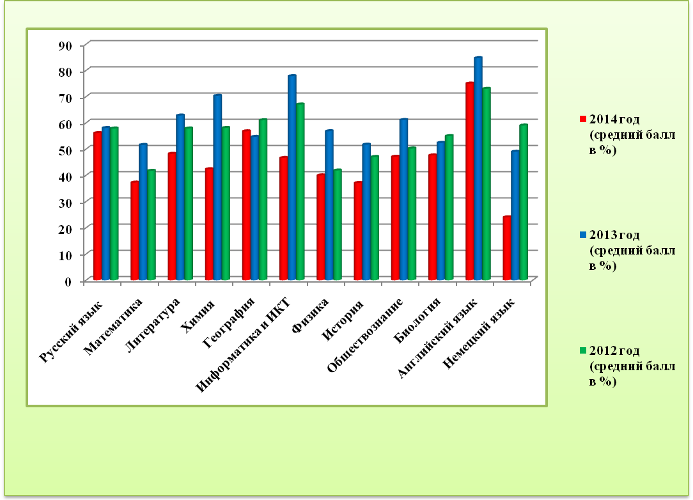 90
80
70
60
50
40
30
20
10
0
Русский язык
Математика
Литература
Химия
География
Информатика и ИКТ
Физика
История
Обществознание
Биология
Английский язык
Немецкий язык
2014 год
(средний балл
в %)
2013 год
(средний балл
в %)
2012 год
(средний балл
в %)